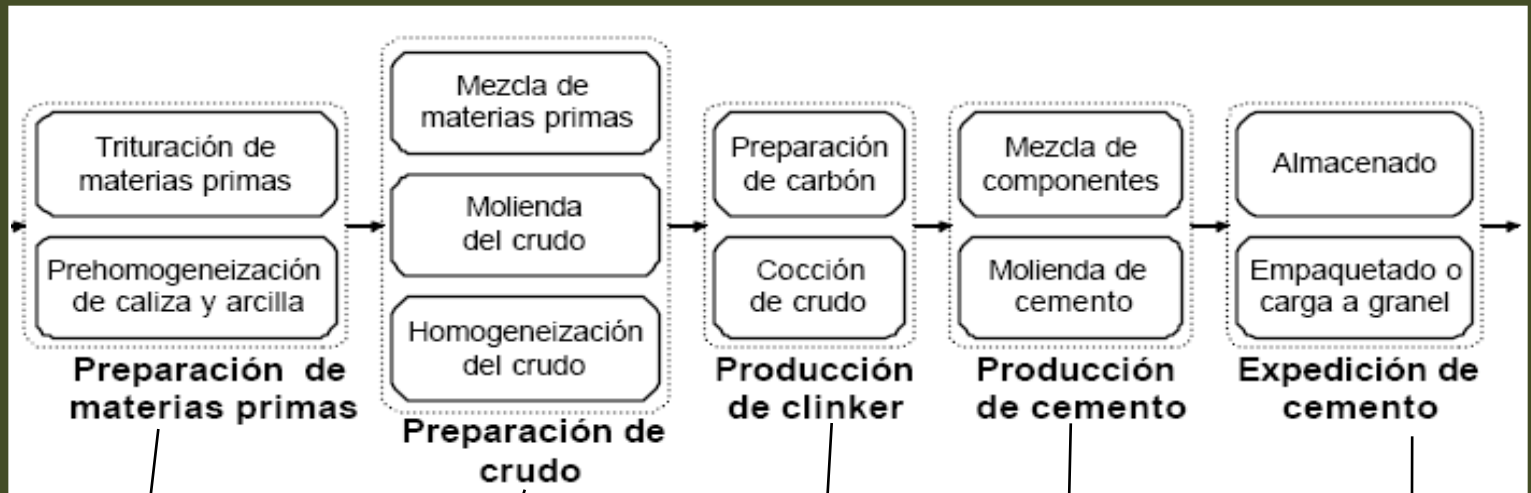 Trituración de
materias primas
Prehomogeneización
de caliza y arcilla
Preparación de
materias primas
Mezcla de
materias primas
Molienda
del crudo
Homogeneización
del crudo
Preparación de
crudo
Preparación
de carbón
Cocción
de crudo
Producción
de clinker
Mezcla de
componentes
Molienda de
cemento
Producción
de cemento
Almacenado
Empaquetado o
carga a granel
Expedición de
cemento